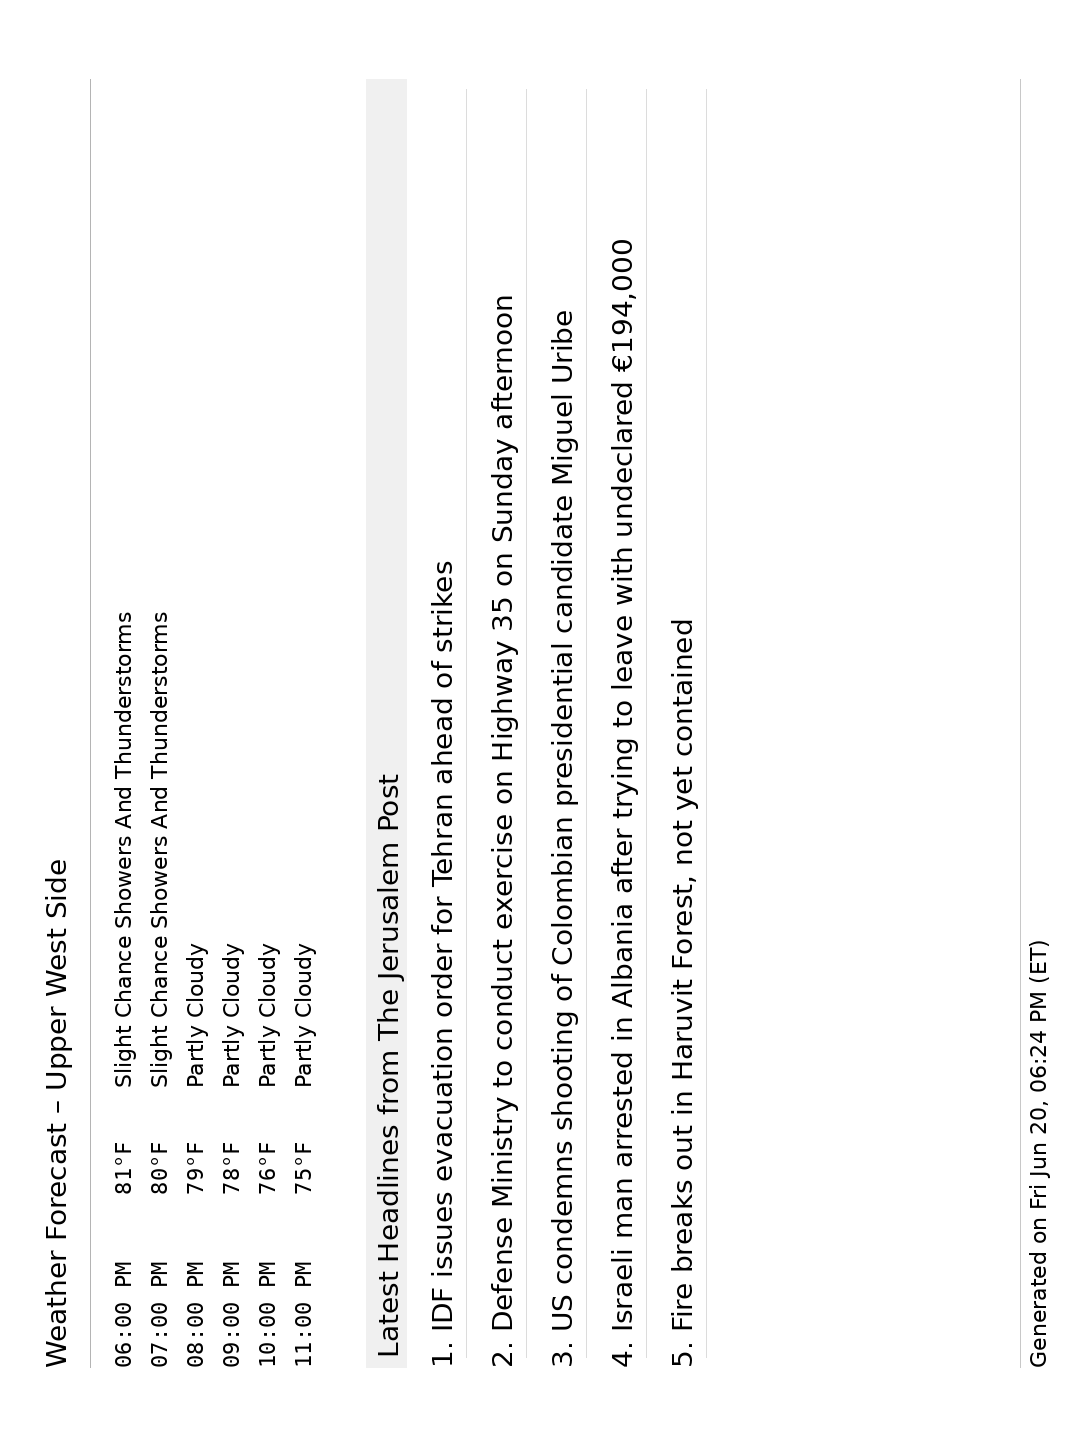 Weather Forecast – Upper West Side
06:00 PM 81°F Slight Chance Showers And Thunderstorms
07:00 PM 80°F Slight Chance Showers And Thunderstorms
08:00 PM 79°F Partly Cloudy
09:00 PM 78°F Partly Cloudy
10:00 PM 76°F Partly Cloudy
11:00 PM 75°F Partly Cloudy
Latest Headlines from The Jerusalem Post
1. IDF issues evacuation order for Tehran ahead of strikes
2. Defense Ministry to conduct exercise on Highway 35 on Sunday afternoon
3. US condemns shooting of Colombian presidential candidate Miguel Uribe
4. Israeli man arrested in Albania after trying to leave with undeclared €194,000
5. Fire breaks out in Haruvit Forest, not yet contained
Generated on Fri Jun 20, 06:24 PM (ET)